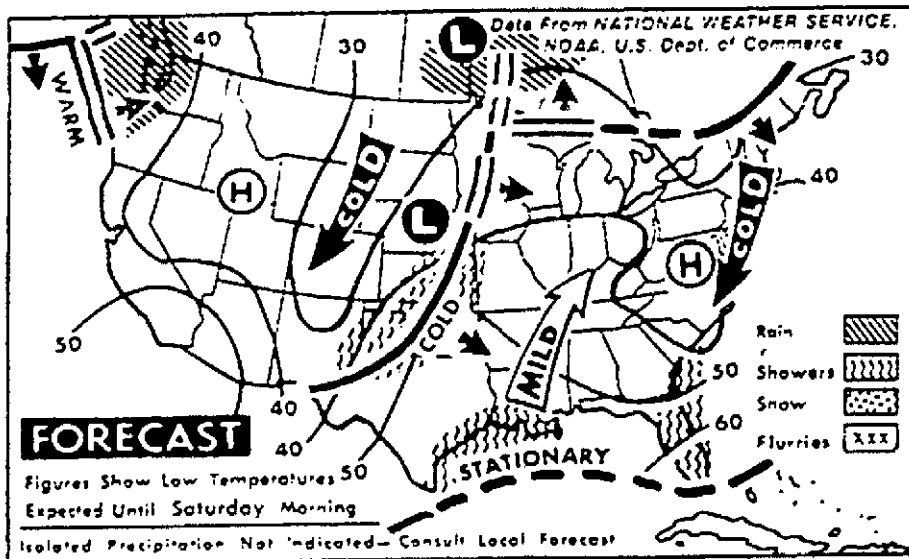 Data From NATIONAL WEATHER SERVICE,
NOAA, U.S. Dept. of Commerce
L
40
30
30
WARM
COLD
COLD
40
H
L
H
COLD
50
MILD
Rain
Showers
Snow
Flurries
50
60
40
40
50
STATIONARY
FORECAST
Figures Show Low Temperatures
Expected Until Saturday Morning
Isolated Precipitation Not Indicated— Consult Local Forecast